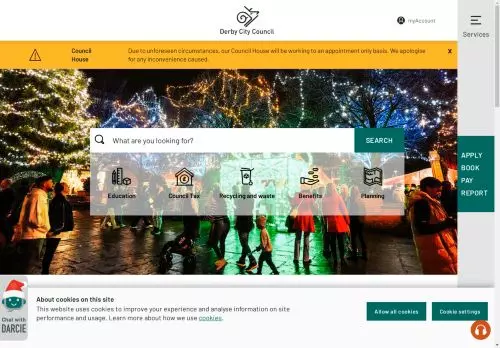 Derby City Council
myAccount
Services
Council House
Due to unforeseen circumstances, our Council House will be working to an appointment only basis. We apologise
for any inconvenience caused.
x
What are you looking for?
SEARCH
Education
Council Tax
Recycling and waste
Benefits
Planning
APPLY
BOOK
PAY
REPORT
About cookies on this site
This website uses cookies to improve your experience and analyse information on site
performance and usage. Learn more about how we use cookies.
Allow all cookies
Cookie settings
Chat with
DARCIE